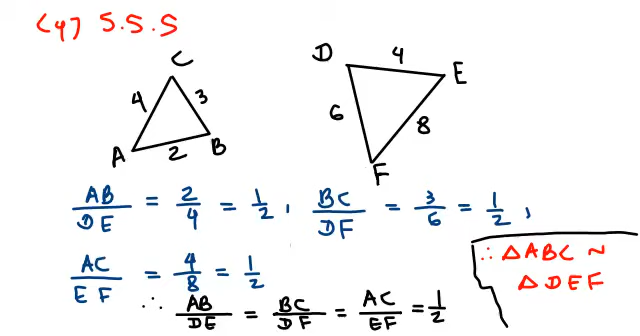 (4) S.S.S
C
4 3
A 2 B
D 4 E
6 8
F
AB/DE = 2/4 = 1/2, BC/DF = 3/6 = 1/2,
AC/EF = 4/8 = 1/2
∴ AB/DE = BC/DF = AC/EF = 1/2
∴ △ABC ~
△DEF